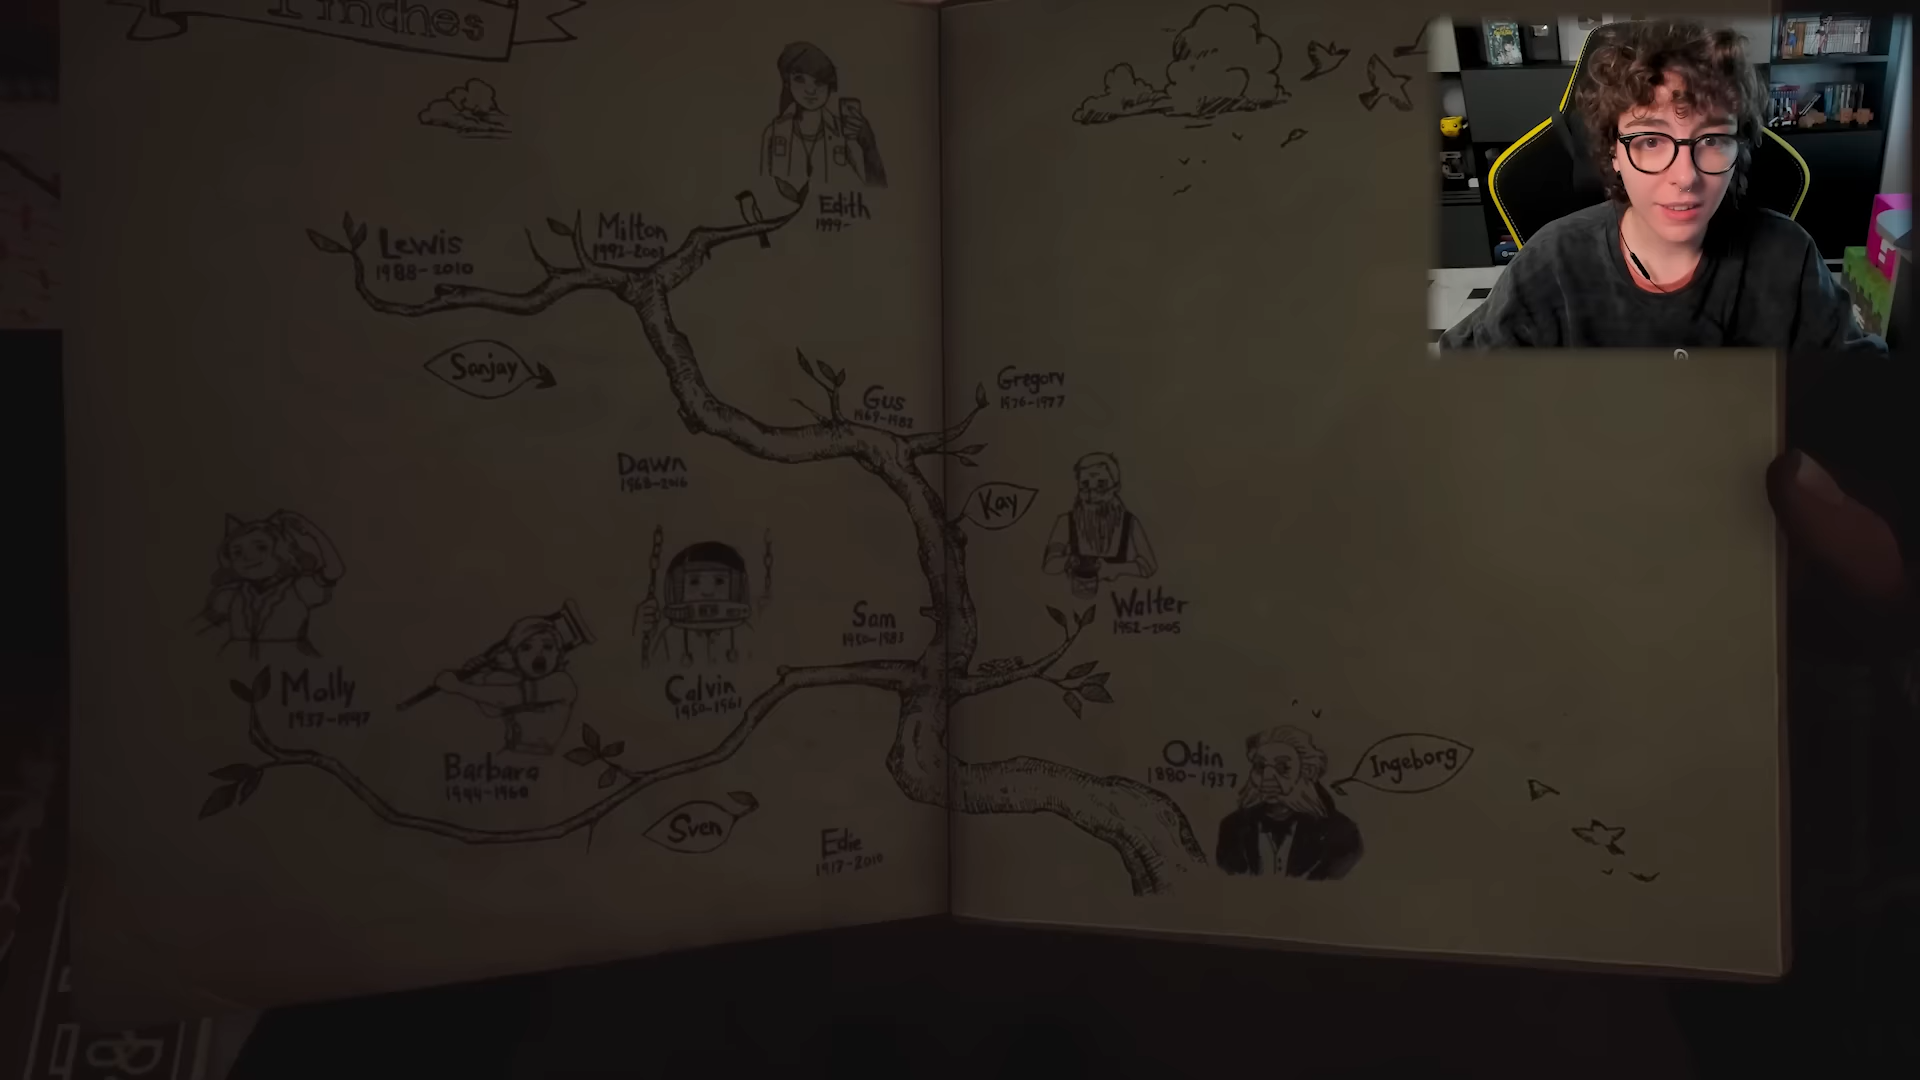 Finches
Edith
1999-
Lewis
1988-2010
Milton
1992-2003
Sanjay
Gus
1969-1982
Gregory
1976-1977
Dawn
1968-2016
Kay
Sam
1950-1983
Walter
1952-2005
Molly
1937-1947
Calvin
1950-1961
Barbara
1944-1960
Sven
Edie
1917-2010
Odin
1880-1937
Ingeborg